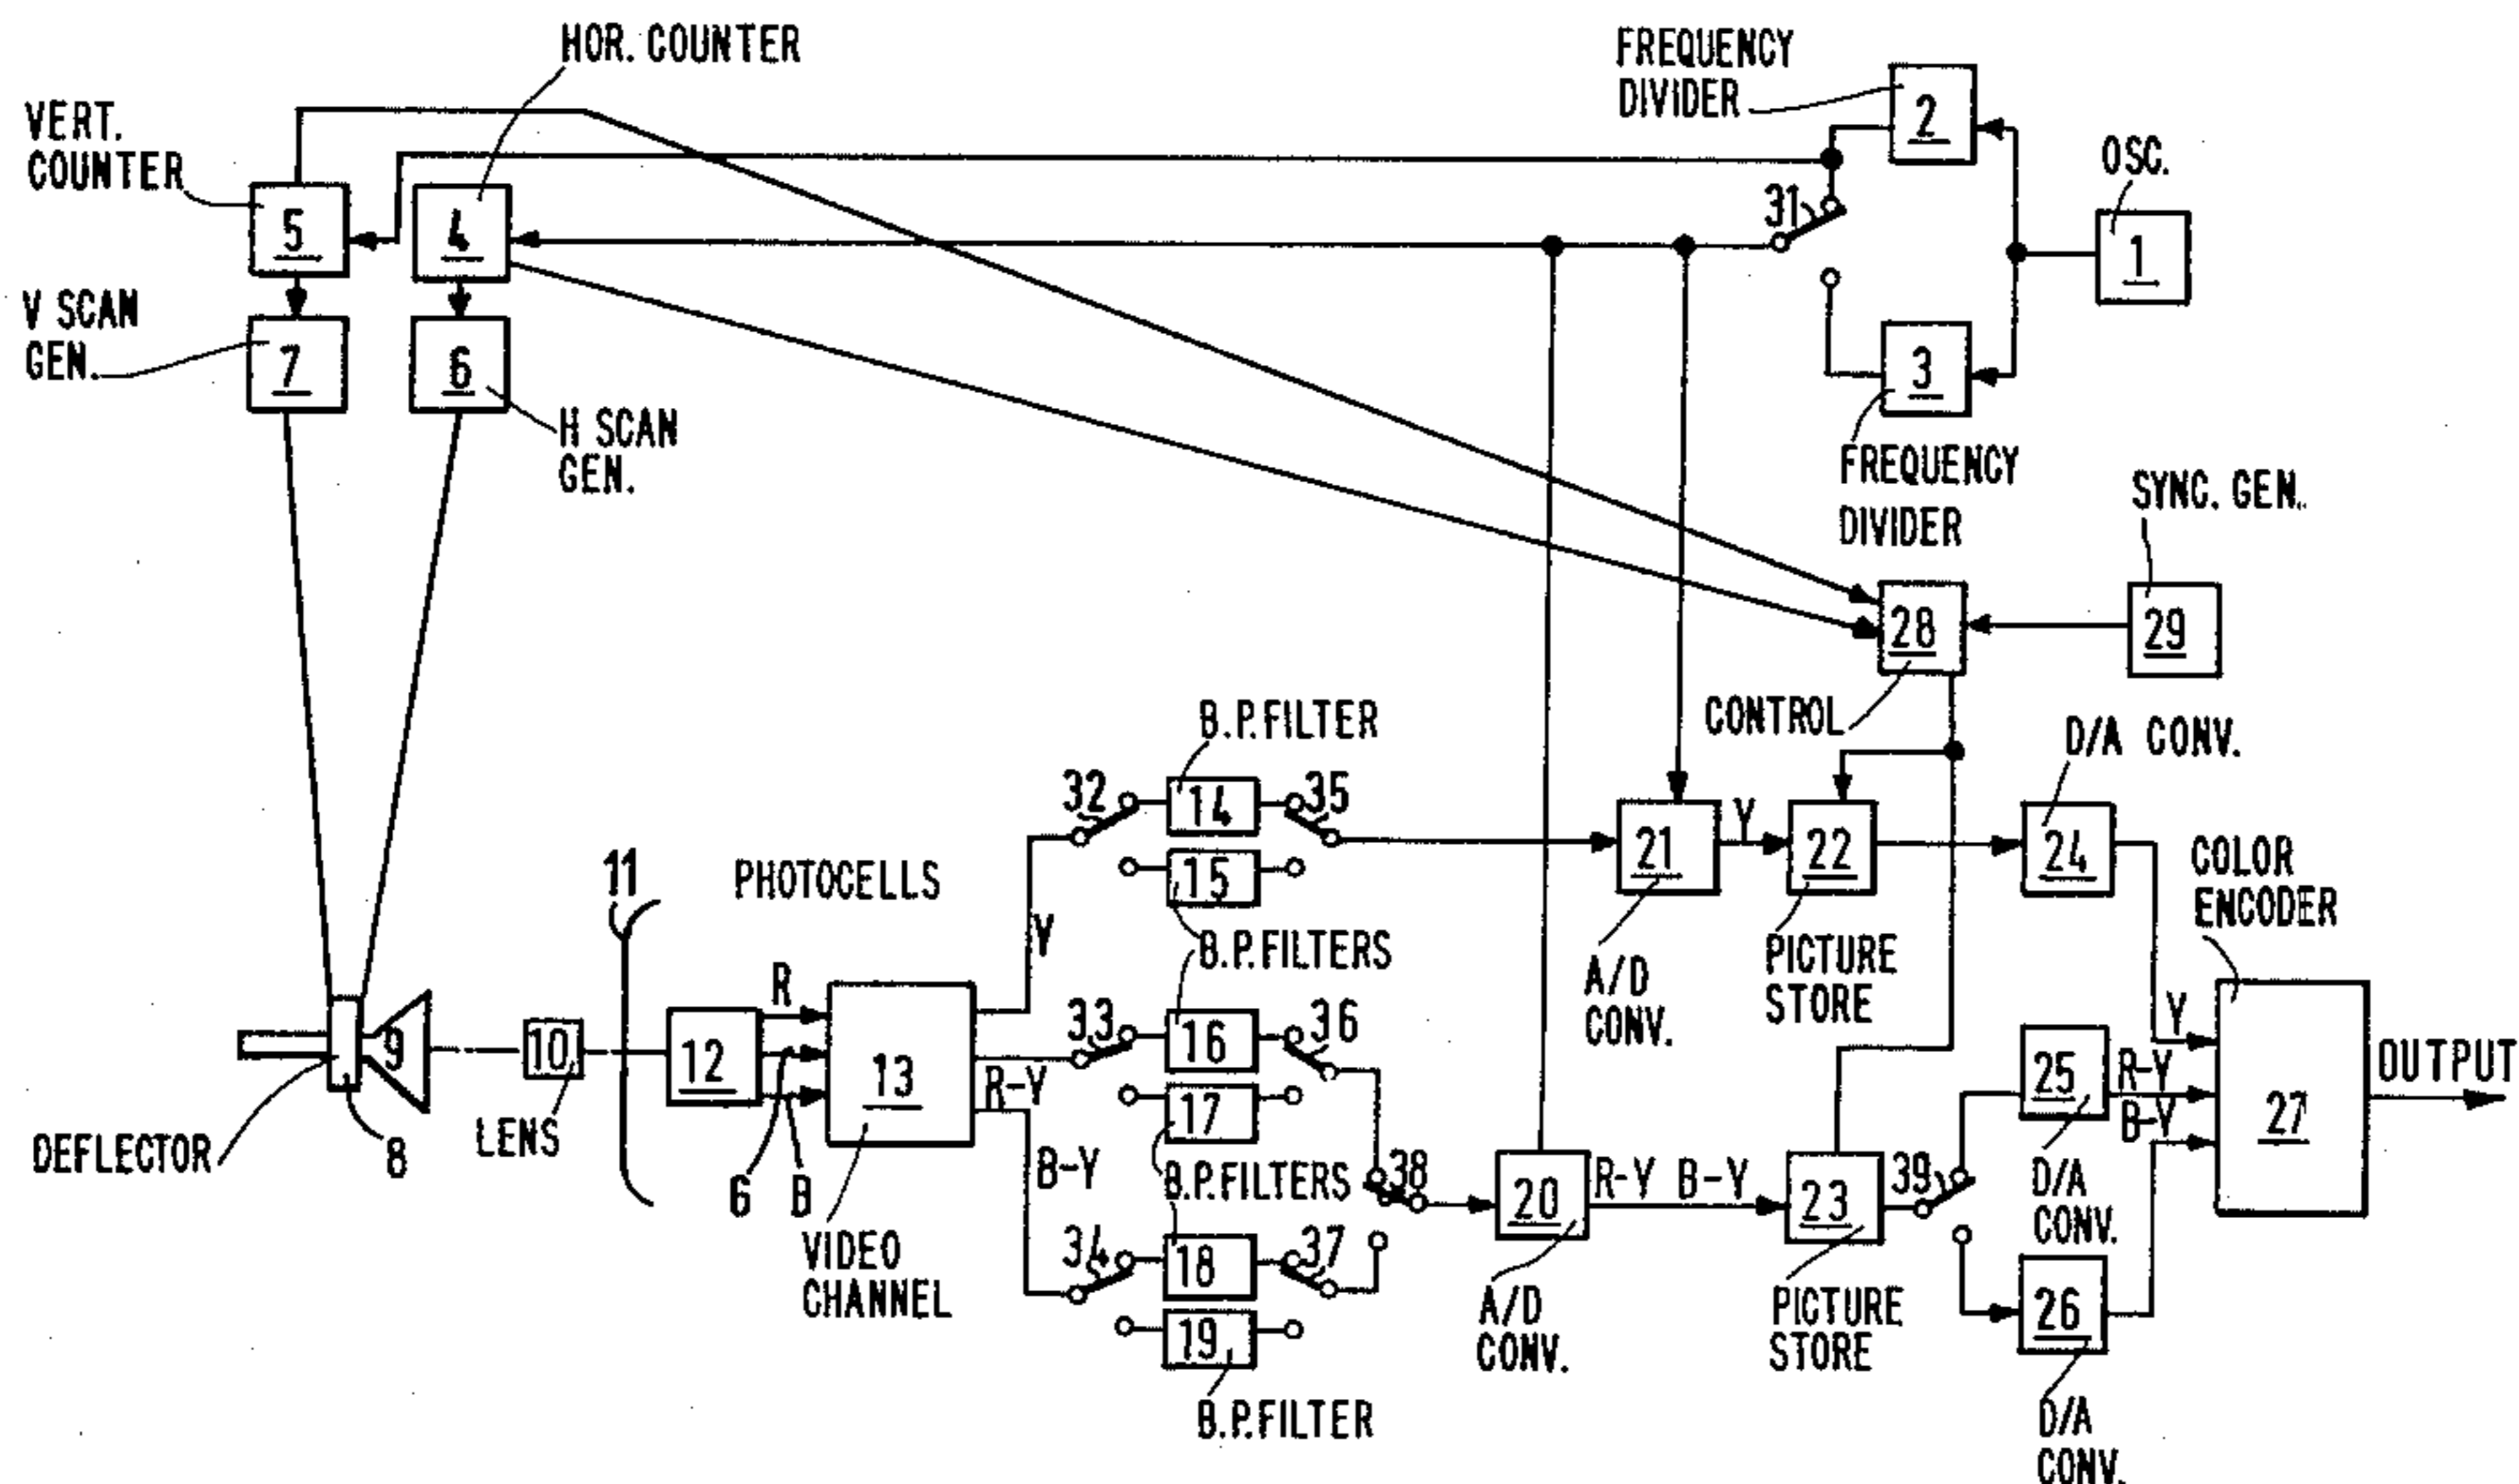 HOR. COUNTER
FREQUENCY
DIVIDER
2
VERT.
COUNTER
OSC.
31
5
4
1
V SCAN
GEN.
7
6
3
H SCAN
GEN.
FREQUENCY
DIVIDER
SYNC. GEN.
28
29
CONTROL
B.P. FILTER
D/A CONV.
32
14
35
21
Y
22
24
15
COLOR
ENCODER
11
PHOTOCELLS
Y
B.P. FILTERS
A/D
CONV.
PICTURE
STORE
R
Y
9
10
12
13
33
16
36
R-Y
25
R-Y
B-Y
27
OUTPUT
17
DEFLECTOR
8
LENS
6
B
B-Y
B.P. FILTERS
38
20
R-Y B-Y
23
39
D/A
CONV.
VIDEO
CHANNEL
34
18
37
26
19
A/D
CONV.
PICTURE
STORE
B.P. FILTER
D/A
CONV.